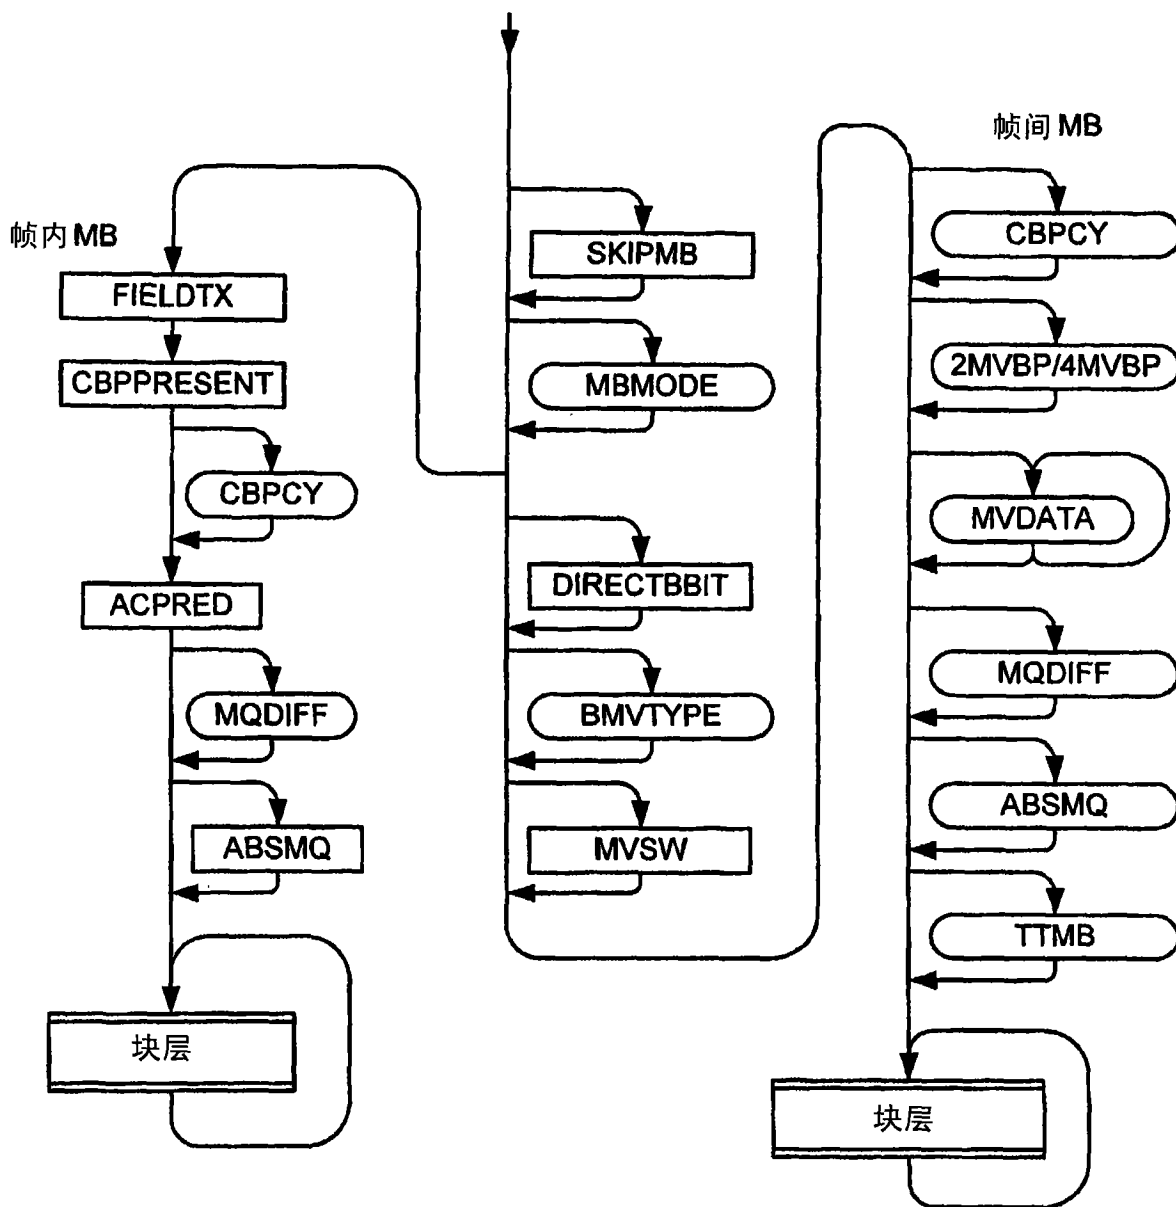 帧内 MB
FIELDTX
CBPPRESENT
CBPCY
ACPRED
MQDIFF
ABSMQ
块层
SKIPMB
MBMODE
DIRECTBBIT
BMVTYPE
MVSW
帧间 MB
CBPCY
2MVBP/4MVBP
MVDATA
MQDIFF
ABSMQ
TTMB
块层